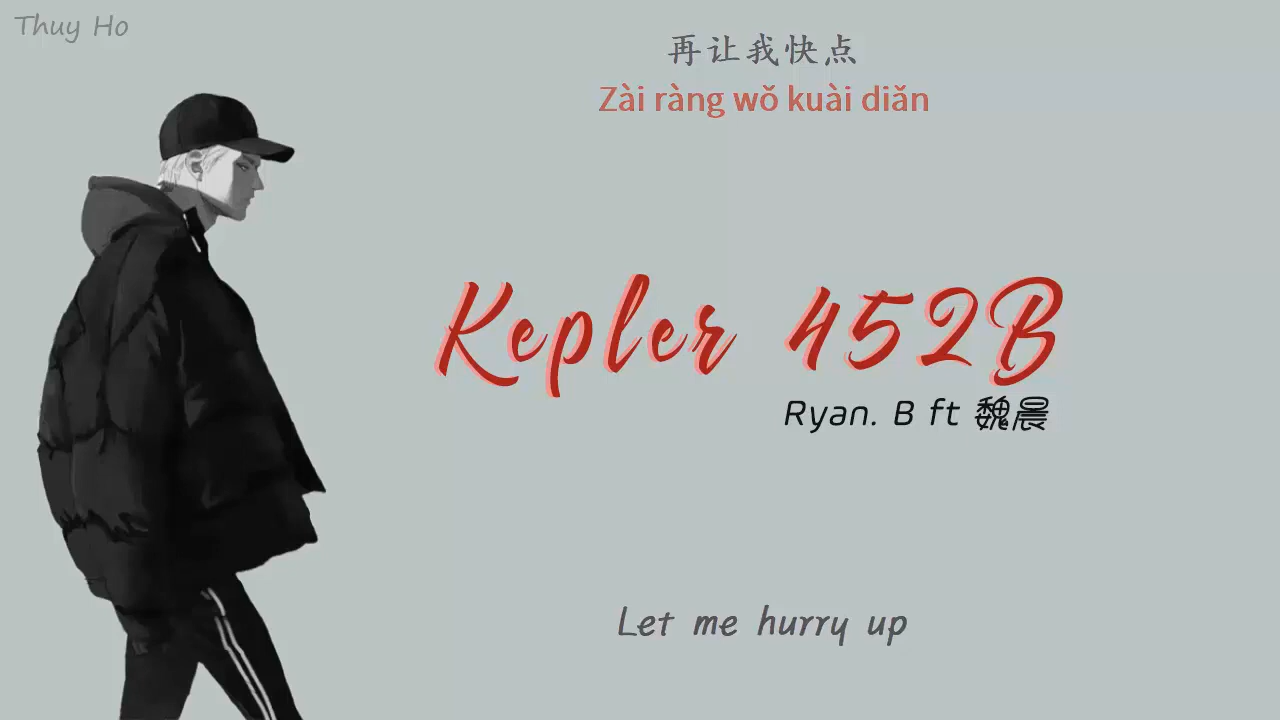 Thuy Ho
再让我快点
Zài ràng wǒ kuài diǎn
Kepler 452B
Ryan. B ft 魏晨
Let me hurry up